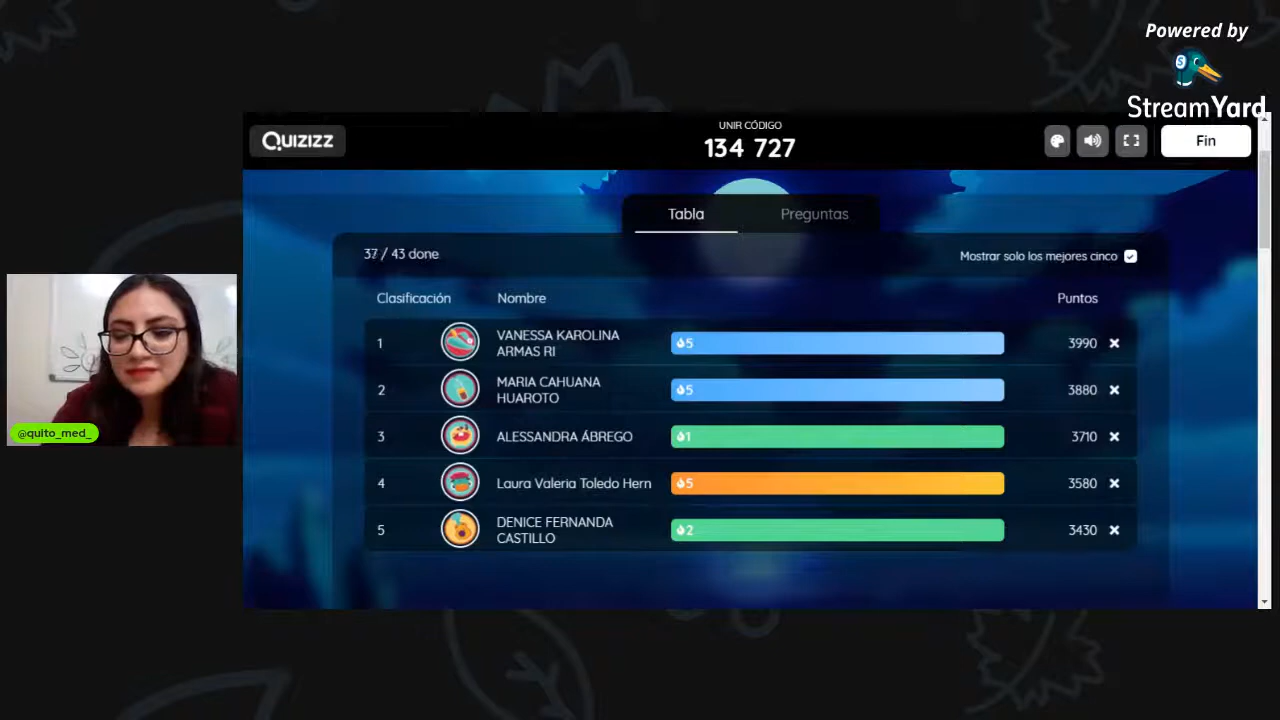 Powered by
StreamYard
Quizizz
UNIR CÓDIGO
134 727
Fin
Tabla
Preguntas
37 / 43 done
Mostrar solo los mejores cinco
Clasificación
Nombre
Puntos
1
VANESSA KAROLINA
ARMAS RI
5
3990
2
MARIA CAHUANA
HUAROTO
5
3880
3
ALESSANDRA ÁBREGO
1
3710
4
Laura Valeria Toledo Hern
5
3580
5
DENICE FERNANDA
CASTILLO
2
3430
@quito_med_